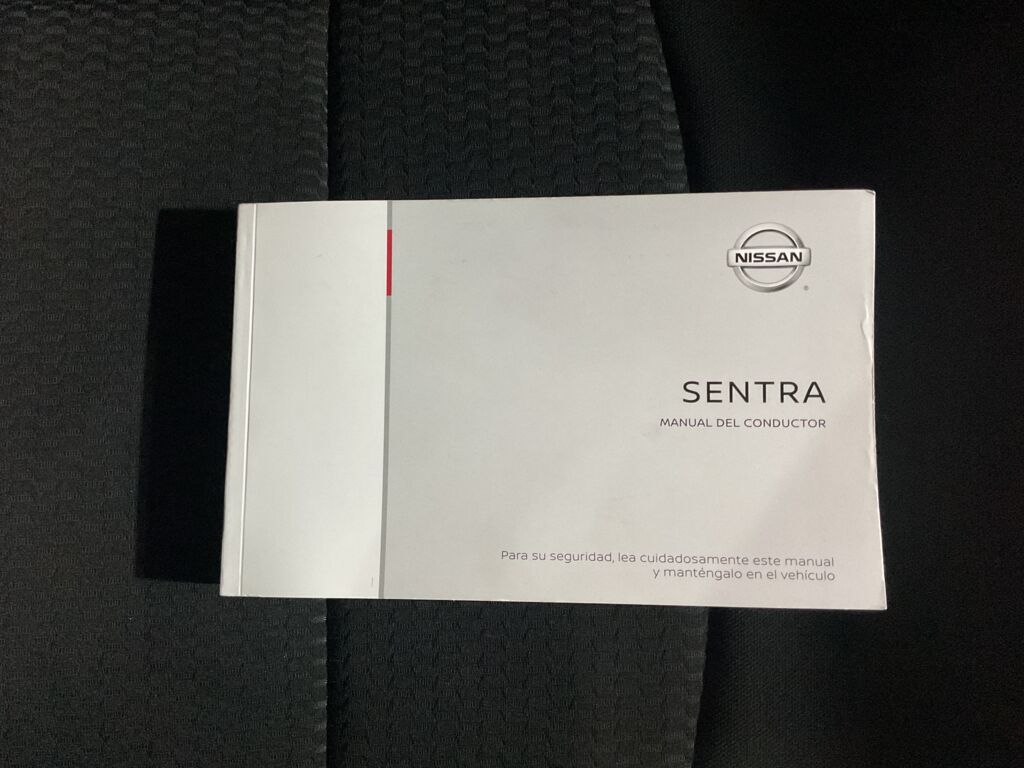 NISSAN
SENTRA
MANUAL DEL CONDUCTOR
Para su seguridad, lea cuidadosamente este manual
y manténgalo en el vehículo